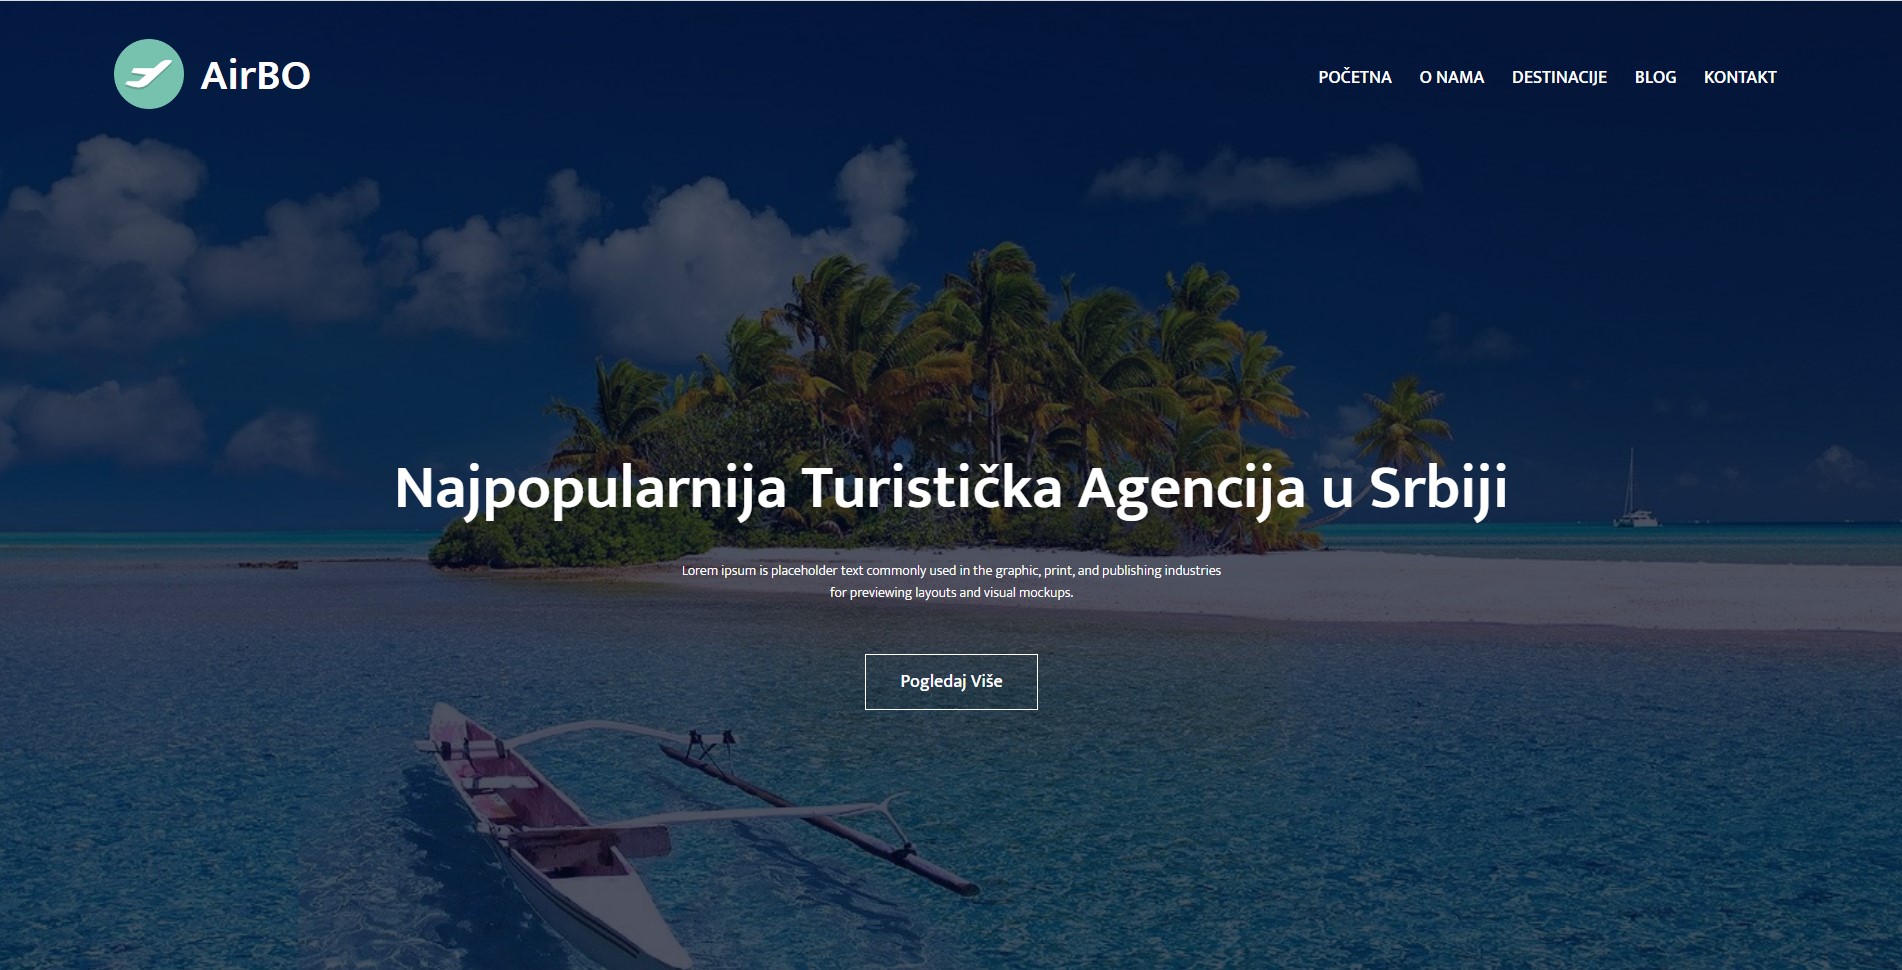 AirBO
POČETNA O NAMA DESTINACIJE BLOG KONTAKT
Najpopularnija Turistička Agencija u Srbiji
Lorem ipsum is placeholder text commonly used in the graphic, print, and publishing industries
for previewing layouts and visual mockups.
Pogledaj Više